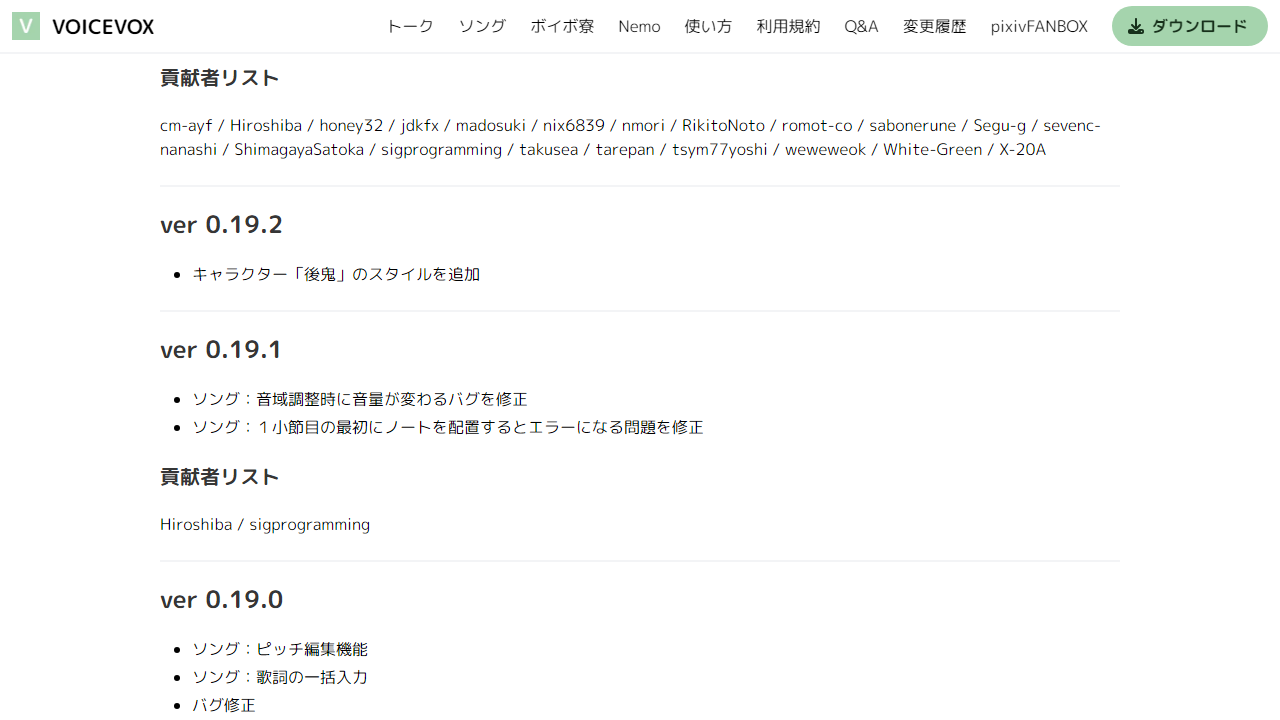 V VOICEVOX トーク ソング ボイボ寮 Nemo 使い方 利用規約 Q&A 変更履歴 pixivFANBOX ダウンロード
貢献者リスト
cm-ayf / Hiroshiba / honey32 / jdkfx / madosuki / nix6839 / nmori / RikitoNoto / romot-co / sabonerune / Segu-g / sevenc-
nanashi / ShimagayaSatoka / sigprogramming / takusea / tarepan / tsym77yoshi / weweweok / White-Green / X-20A
ver 0.19.2
キャラクター「後鬼」のスタイルを追加
ver 0.19.1
ソング：音域調整時に音量が変わるバグを修正
ソング：１小節目の最初にノートを配置するとエラーになる問題を修正
貢献者リスト
Hiroshiba / sigprogramming
ver 0.19.0
ソング：ピッチ編集機能
ソング：歌詞の一括入力
バグ修正